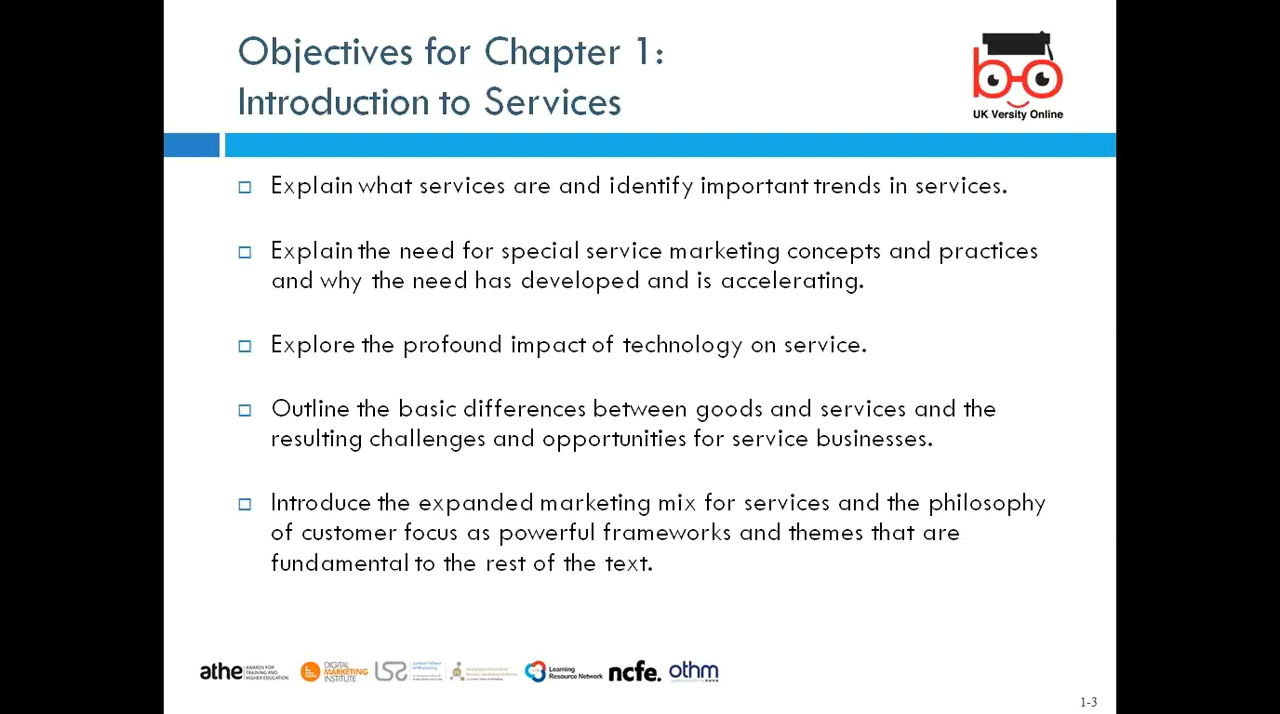 Objectives for Chapter 1:
Introduction to Services
UK Versity Online
Explain what services are and identify important trends in services.
Explain the need for special service marketing concepts and practices
and why the need has developed and is accelerating.
Explore the profound impact of technology on service.
Outline the basic differences between goods and services and the
resulting challenges and opportunities for service businesses.
Introduce the expanded marketing mix for services and the philosophy
of customer focus as powerful frameworks and themes that are
fundamental to the rest of the text.
athe
AWARDS FOR
TRAINING AND
HIGHER EDUCATION
DIGITAL
MARKETING
INSTITUTE
London School
of Marketing
Learning
Resource Network
ncfe.
othm
1-3